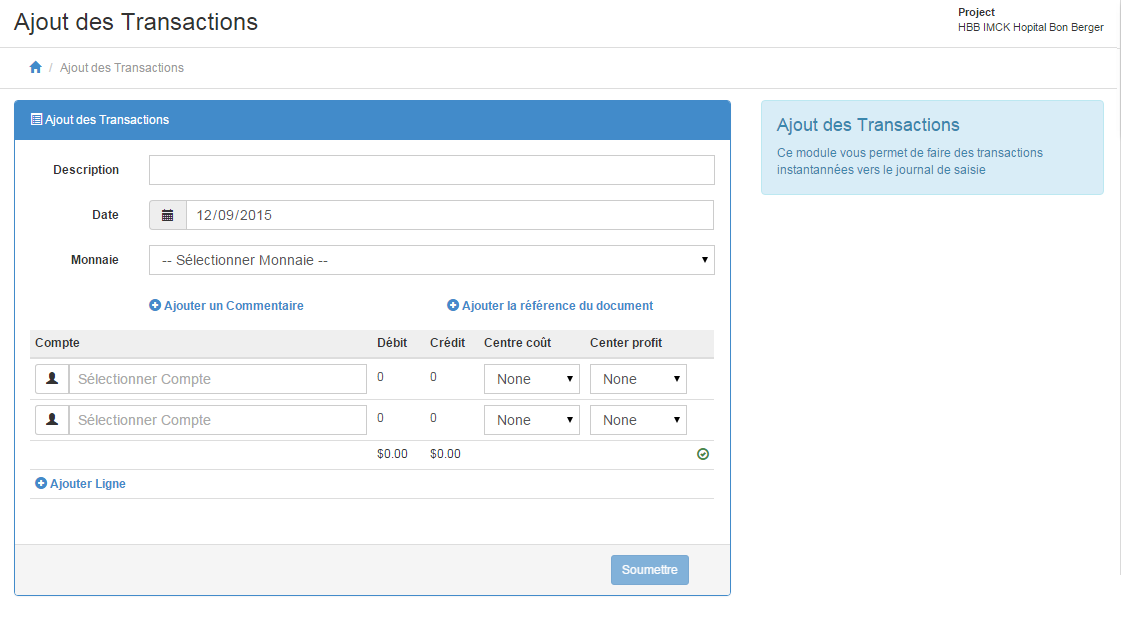 Ajout des Transactions
Project
HBB IMCK Hopital Bon Berger
/ Ajout des Transactions
Ajout des Transactions
Description
Date 12/09/2015
Monnaie -- Sélectionner Monnaie --
Ajouter un Commentaire Ajouter la référence du document
Compte Débit Crédit Centre coût Center profit
Sélectionner Compte 0 0 None None
Sélectionner Compte 0 0 None None
$0.00 $0.00
Ajouter Ligne
Soumettre
Ajout des Transactions
Ce module vous permet de faire des transactions
instantannées vers le journal de saisie